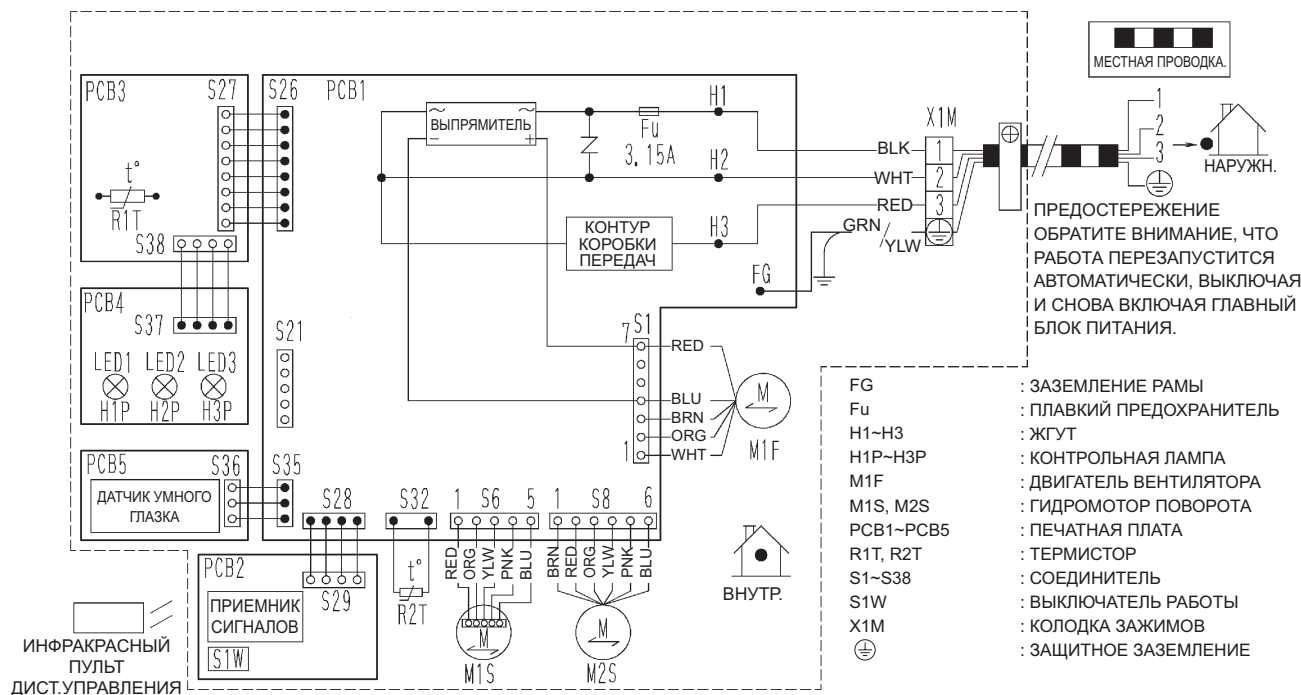 МЕСТНАЯ ПРОВОДКА.
PCB3
S27
S26
PCB1
ВЫПРЯМИТЕЛЬ
~
~
−
+
Fu
3.15A
H1
H2
H3
X1M
BLK
WHT
RED
GRN/YLW
1
2
3
1
2
3
НАРУЖН.
t°
R1T
S38
КОНТУР
КОРОБКИ
ПЕРЕДАЧ
FG
ПРЕДОСТЕРЕЖЕНИЕ
ОБРАТИТЕ ВНИМАНИЕ, ЧТО
РАБОТА ПЕРЕЗАПУСТИТСЯ
АВТОМАТИЧЕСКИ, ВЫКЛЮЧАЯ
И СНОВА ВКЛЮЧАЯ ГЛАВНЫЙ
БЛОК ПИТАНИЯ.
PCB4
S37
LED1 LED2 LED3
H1P H2P H3P
S21
7 S1
RED
BLU
BRN
ORG
1 WHT
M
M1F
PCB5
S36
S35
ДАТЧИК УМНОГО
ГЛАЗКА
S28
S32
1 S6 5
1 S8 6
RED
ORG
YLW
PNK
BLU
BRN
RED
ORG
YLW
PNK
BLU
PCB2
S29
ПРИЕМНИК
СИГНАЛОВ
S1W
t°
R2T
M
M1S
M
M2S
ВНУТР.
ИНФРАКРАСНЫЙ
ПУЛЬТ
ДИСТ.УПРАВЛЕНИЯ
FG : ЗАЗЕМЛЕНИЕ РАМЫ
Fu : ПЛАВКИЙ ПРЕДОХРАНИТЕЛЬ
H1~H3 : ЖГУТ
H1P~H3P : КОНТРОЛЬНАЯ ЛАМПА
M1F : ДВИГАТЕЛЬ ВЕНТИЛЯТОРА
M1S, M2S : ГИДРОМОТОР ПОВОРОТА
PCB1~PCB5 : ПЕЧАТНАЯ ПЛАТА
R1T, R2T : ТЕРМИСТОР
S1~S38 : СОЕДИНИТЕЛЬ
S1W : ВЫКЛЮЧАТЕЛЬ РАБОТЫ
X1M : КОЛОДКА ЗАЖИМОВ
: ЗАЩИТНОЕ ЗАЗЕМЛЕНИЕ